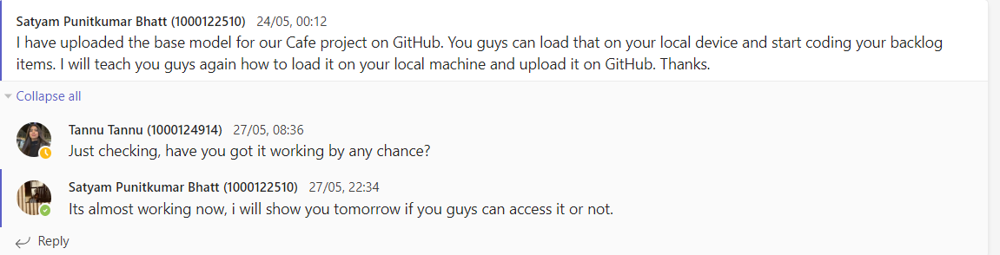 Satyam Punitkumar Bhatt (1000122510) 24/05, 00:12
I have uploaded the base model for our Cafe project on GitHub. You guys can load that on your local device and start coding your backlog
items. I will teach you guys again how to load it on your local machine and upload it on GitHub. Thanks.
Collapse all
Tannu Tannu (1000124914) 27/05, 08:36
Just checking, have you got it working by any chance?
Satyam Punitkumar Bhatt (1000122510) 27/05, 22:34
Its almost working now, i will show you tomorrow if you guys can access it or not.
Reply